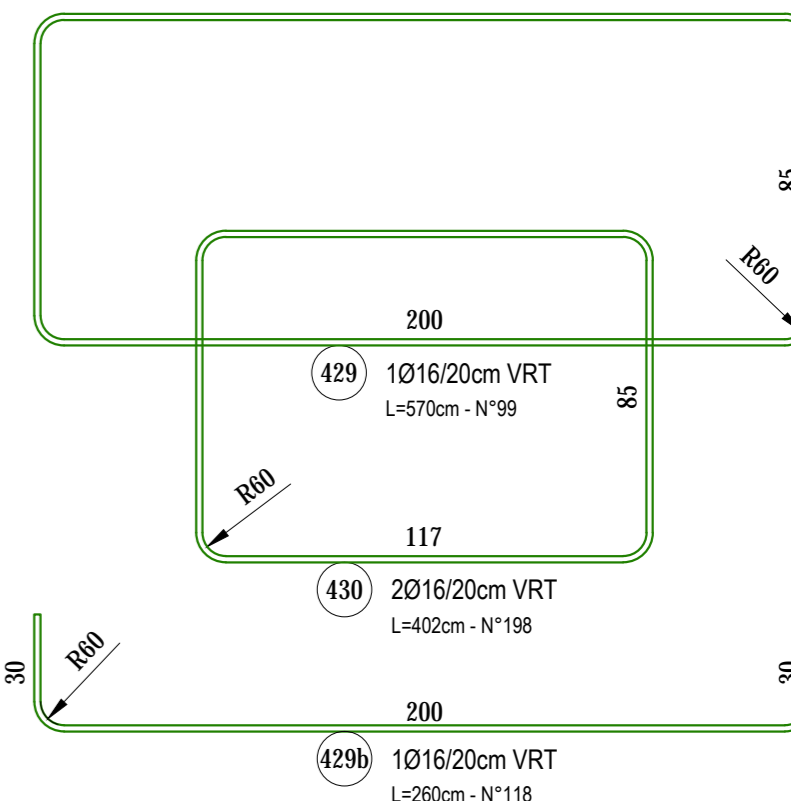 85
R60
200
429 1Ø16/20cm VRT
L=570cm - N°99
85
R60
117
430 2Ø16/20cm VRT
L=402cm - N°198
30
R60
30
200
429b 1Ø16/20cm VRT
L=260cm - N°118